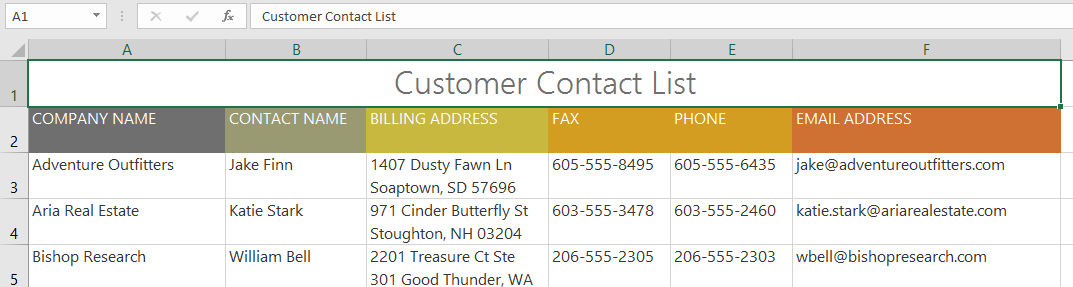 A1 fx Customer Contact List
A B C D E F
1 Customer Contact List
2 COMPANY NAME CONTACT NAME BILLING ADDRESS FAX PHONE EMAIL ADDRESS
Adventure Outfitters Jake Finn 1407 Dusty Fawn Ln 605-555-8495 605-555-6435 jake@adventureoutfitters.com
3 Soaptown, SD 57696
Aria Real Estate Katie Stark 971 Cinder Butterfly St 603-555-3478 603-555-2460 katie.stark@ariarealestate.com
4 Stoughton, NH 03204
Bishop Research William Bell 2201 Treasure Ct Ste 206-555-2305 206-555-2303 wbell@bishopresearch.com
5 301 Good Thunder, WA